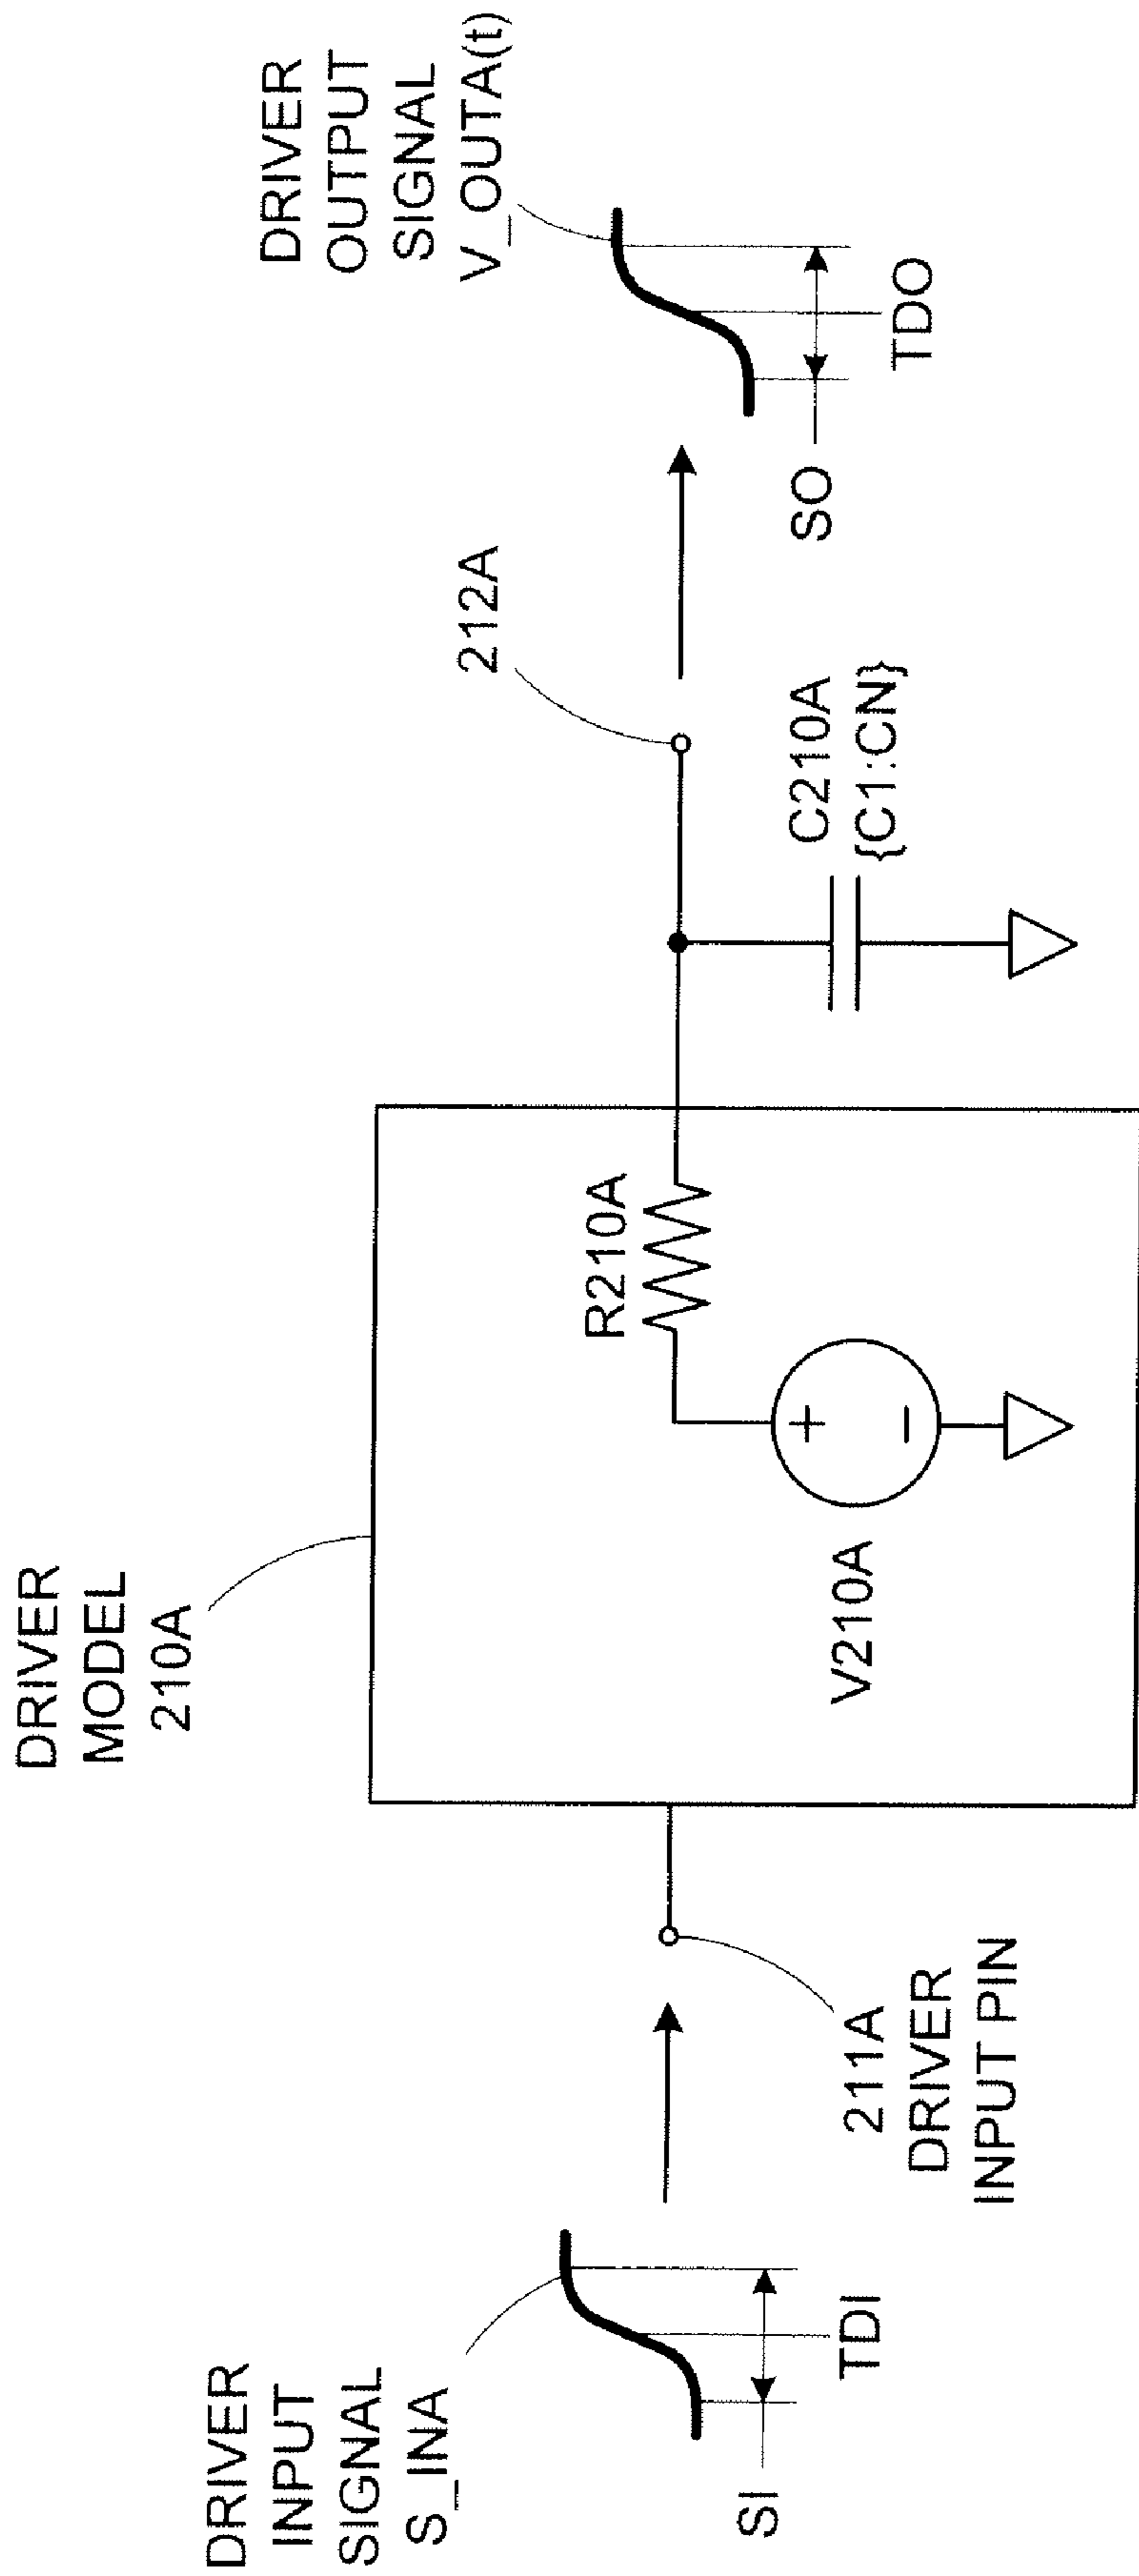 DRIVER
INPUT
SIGNAL
S_INA
SI
TDI
211A
DRIVER
INPUT PIN
DRIVER
MODEL
210A
V210A
+
−
R210A
C210A
{C1:CN}
212A
SO
TDO
DRIVER
OUTPUT
SIGNAL
V_OUTA(t)